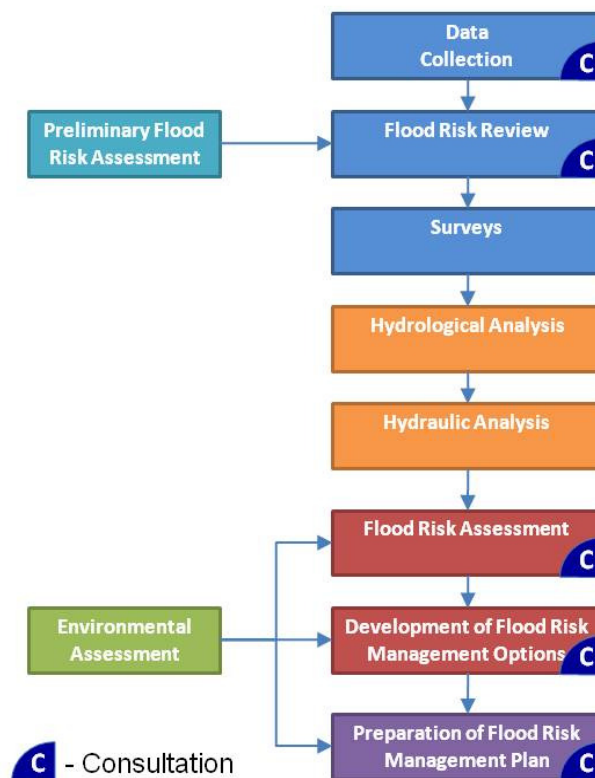 Data
Collection
C
Preliminary Flood
Risk Assessment
Flood Risk Review
C
Surveys
Hydrological Analysis
Hydraulic Analysis
Flood Risk Assessment
C
Environmental
Assessment
Development of Flood Risk
Management Options
C
Preparation of Flood Risk
Management Plan
C
C - Consultation